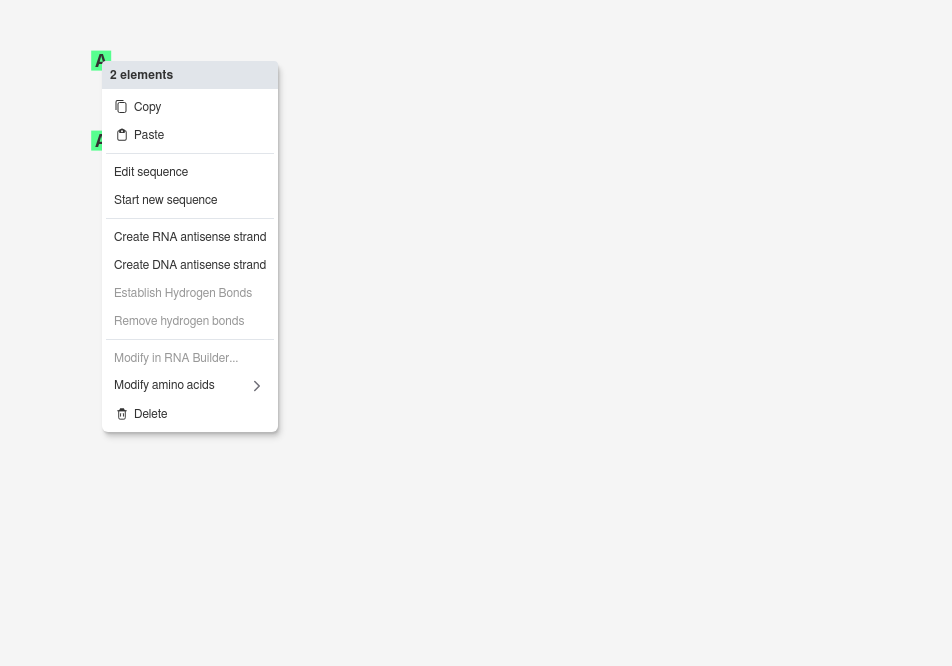 A
2 elements
Copy
Paste
A
Edit sequence
Start new sequence
Create RNA antisense strand
Create DNA antisense strand
Establish Hydrogen Bonds
Remove hydrogen bonds
Modify in RNA Builder...
Modify amino acids
Delete